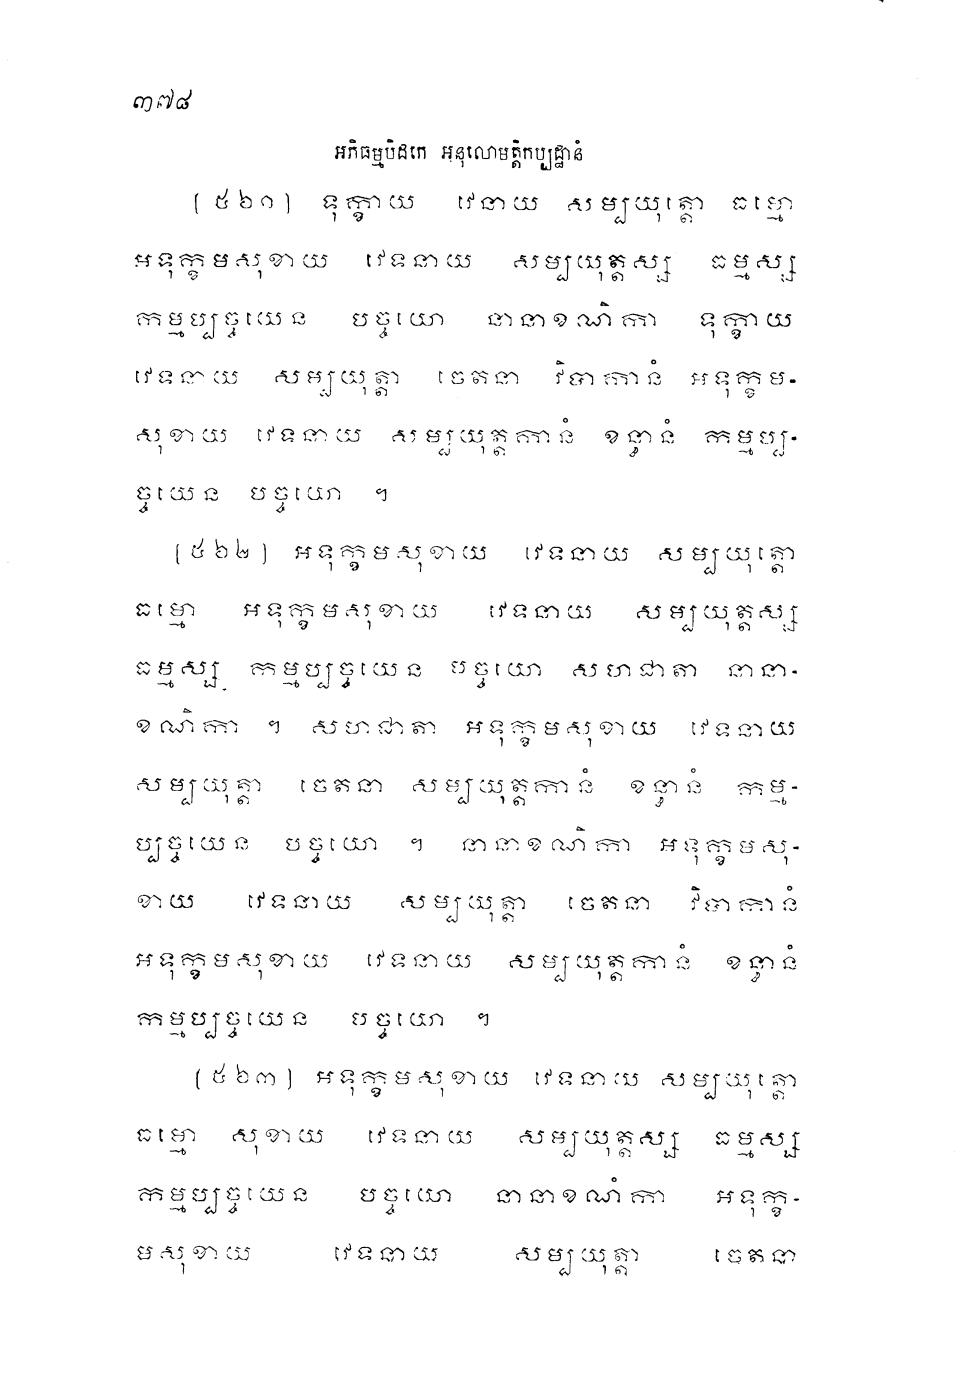 ៣៧៨
អភិធម្មបិដកេ អនុលោមត្តិកប្បដ្ឋានំ
(៥៦១) ទុក្ខាយ វេទនាយ សម្បយុត្តោ ធម្មោ
អទុក្ខមសុខាយ វេទនាយ សម្បយុត្តស្ស ធម្មស្ស
កម្មប្បច្ចយេន បច្ចយោ នានាខណិកា ទុក្ខាយ
វេទនាយ សម្បយុត្តា ចេតនា វិបាកានំ អទុក្ខម-
សុខាយ វេទនាយ សម្បយុត្តកានំ ខន្ធានំ កម្មប្ប-
ច្ចយេន បច្ចយោ ។
(៥៦២) អទុក្ខមសុខាយ វេទនាយ សម្បយុត្តោ
ធម្មោ អទុក្ខមសុខាយ វេទនាយ សម្បយុត្តស្ស
ធម្មស្ស កម្មប្បច្ចយេន បច្ចយោ សហជាតា នានា-
ខណិកា ។ សហជាតា អទុក្ខមសុខាយ វេទនាយ
សម្បយុត្តា ចេតនា សម្បយុត្តកានំ ខន្ធានំ កម្ម-
ប្បច្ចយេន បច្ចយោ ។ នានាខណិកា អទុក្ខមសុ-
ខាយ វេទនាយ សម្បយុត្តា ចេតនា វិបាកានំ
អទុក្ខមសុខាយ វេទនាយ សម្បយុត្តកានំ ខន្ធានំ
កម្មប្បច្ចយេន បច្ចយោ ។
(៥៦៣) អទុក្ខមសុខាយ វេទនាយ សម្បយុត្តោ
ធម្មោ សុខាយ វេទនាយ សម្បយុត្តស្ស ធម្មស្ស
កម្មប្បច្ចយេន បច្ចយោ នានាខណិកា អទុក្ខ-
មសុខាយ វេទនាយ សម្បយុត្តា ចេតនា